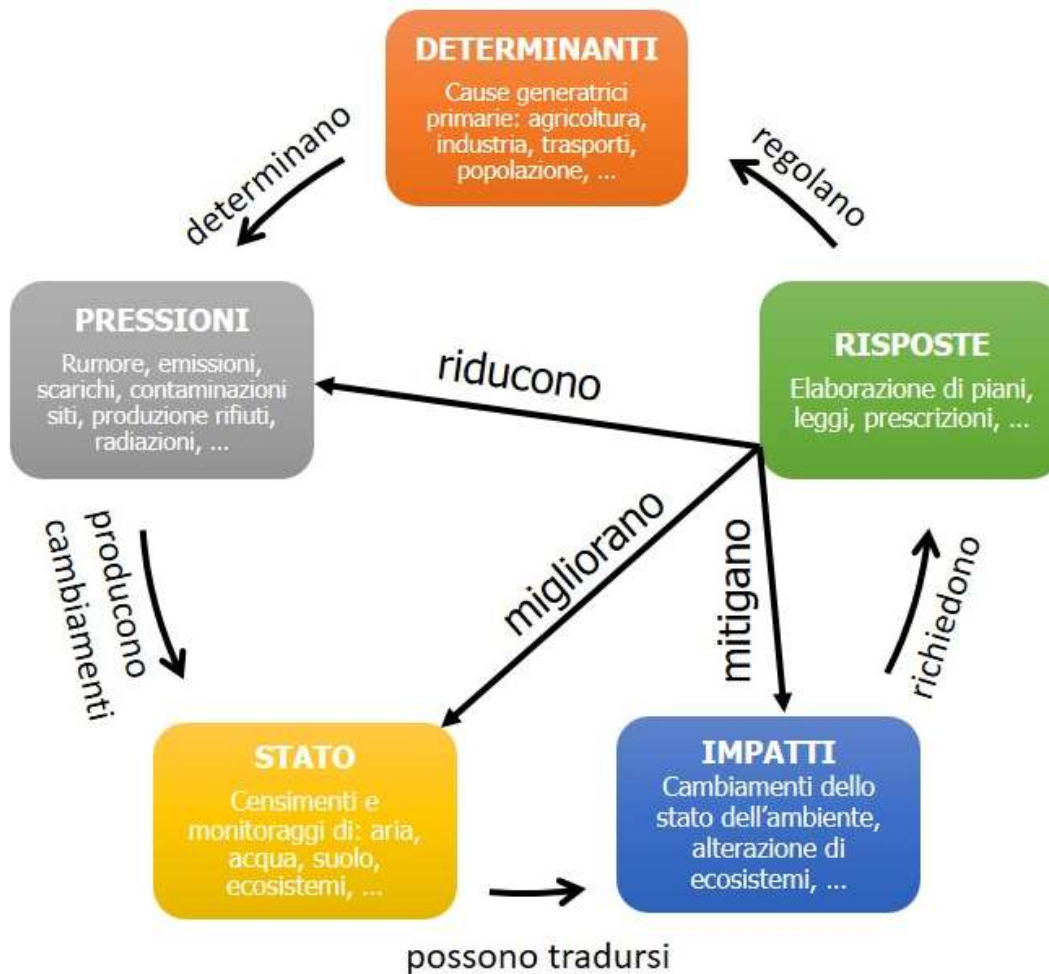 DETERMINANTI
Cause generatrici
primarie: agricoltura,
industria, trasporti,
popolazione, ...
determinano
regolano
PRESSIONI
Rumore, emissioni,
scarichi, contaminazioni
siti, produzione rifiuti,
radiazioni, ...
riducono
RISPOSTE
Elaborazione di piani,
leggi, prescrizioni, ...
producono
cambiamenti
migliorano
mitigano
richiedono
STATO
Censimenti e
monitoraggi di: aria,
acqua, suolo,
ecosistemi, ...
IMPATTI
Cambiamenti dello
stato dell'ambiente,
alterazione di
ecosistemi, ...
possono tradursi